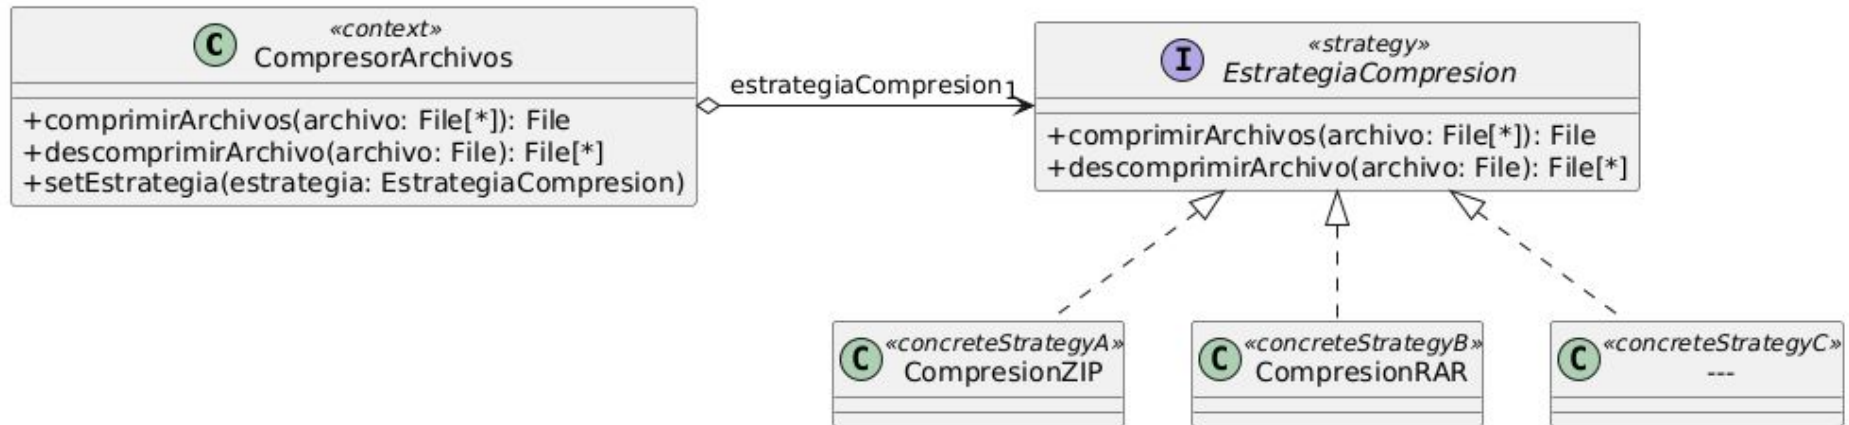 C
«context»
CompresorArchivos
+comprimirArchivos(archivo: File[*]): File
+descomprimirArchivo(archivo: File): File[*]
+setEstrategia(estrategia: EstrategiaCompresion)
estrategiaCompresion 1
I
«strategy»
EstrategiaCompresion
+comprimirArchivos(archivo: File[*]): File
+descomprimirArchivo(archivo: File): File[*]
C
«concreteStrategyA»
CompresionZIP
C
«concreteStrategyB»
CompresionRAR
C
«concreteStrategyC»
---